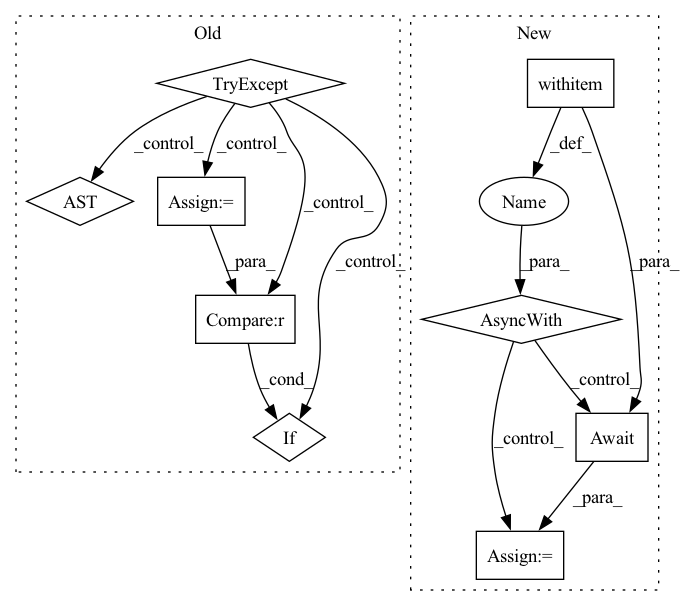 Old
New
TryExcept
withitem
_control_
_control_
_def_
AST
Assign:=
_control_
Name
_para_
_control_
_para_
_para_
Compare:r
AsyncWith
_cond_
_control_
_control_
If
Await
_para_
Assign:=